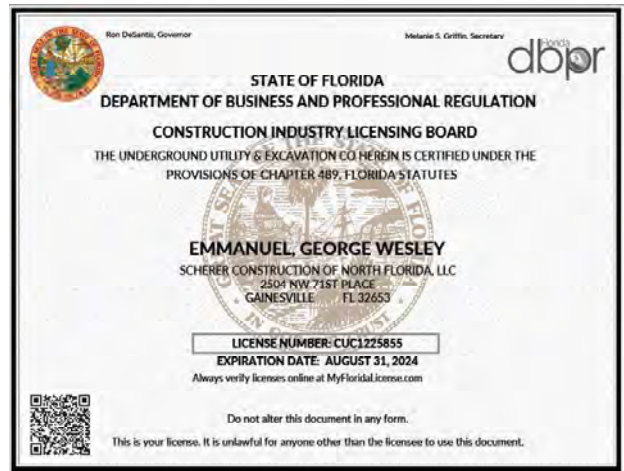 Ron DeSantis, Governor
Melanie S. Griffin, Secretary
Florida
dbpr
STATE OF FLORIDA
DEPARTMENT OF BUSINESS AND PROFESSIONAL REGULATION
CONSTRUCTION INDUSTRY LICENSING BOARD
THE UNDERGROUND UTILITY & EXCAVATION CO HEREIN IS CERTIFIED UNDER THE
PROVISIONS OF CHAPTER 489, FLORIDA STATUTES
EMMANUEL, GEORGE WESLEY
SCHERER CONSTRUCTION OF NORTH FLORIDA, LLC
2504 NW 71ST PLACE
GAINESVILLE FL 32653
LICENSE NUMBER: CUC1225855
EXPIRATION DATE: AUGUST 31, 2024
Always verify licenses online at MyFloridaLicense.com
Do not alter this document in any form.
This is your license. It is unlawful for anyone other than the licensee to use this document.